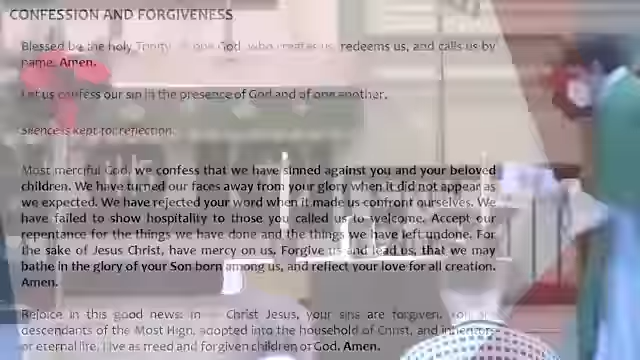 CONFESSION AND FORGIVENESS
Blessed be the holy Trinity, one God, who creates us, redeems us, and calls us by
name. Amen.
Let us confess our sin in the presence of God and of one another.
Silence is kept for reflection.
Most merciful God, we confess that we have sinned against you and your beloved
children. We have turned our faces away from your glory when it did not appear as
we expected. We have rejected your word when it made us confront ourselves. We
have failed to show hospitality to those you called us to welcome. Accept our
repentance for the things we have done and the things we have left undone. For
the sake of Jesus Christ, have mercy on us. Forgive us and lead us, that we may
bathe in the glory of your Son born among us, and reflect your love for all creation.
Amen.
Rejoice in this good news: In Christ Jesus, your sins are forgiven. You are
descendants of the Most High, adopted into the household of Christ, and inheritors
of eternal life. Live as freed and forgiven children of God. Amen.